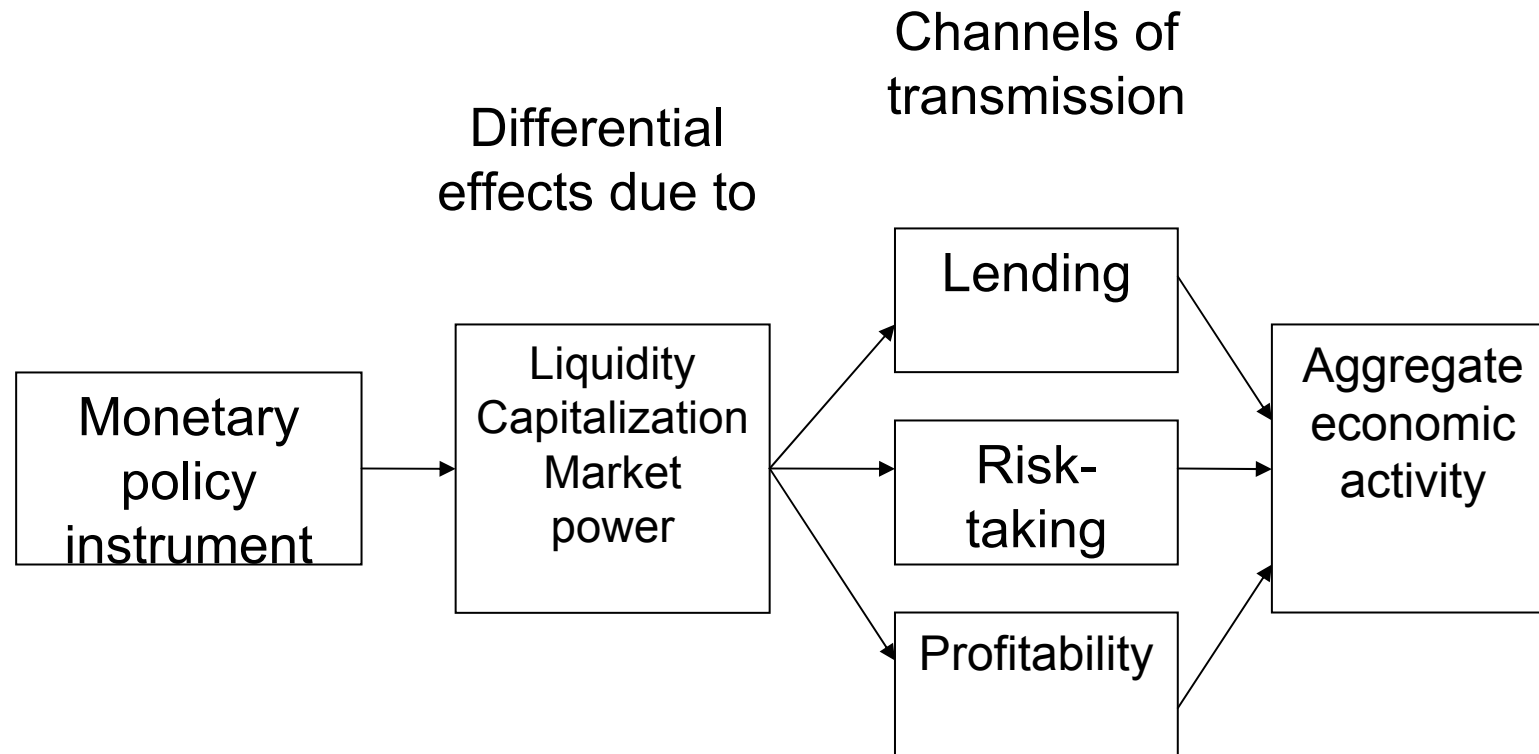 Channels of
transmission
Differential
effects due to
Monetary
policy
instrument
Liquidity
Capitalization
Market
power
Lending
Risk-
taking
Profitability
Aggregate
economic
activity